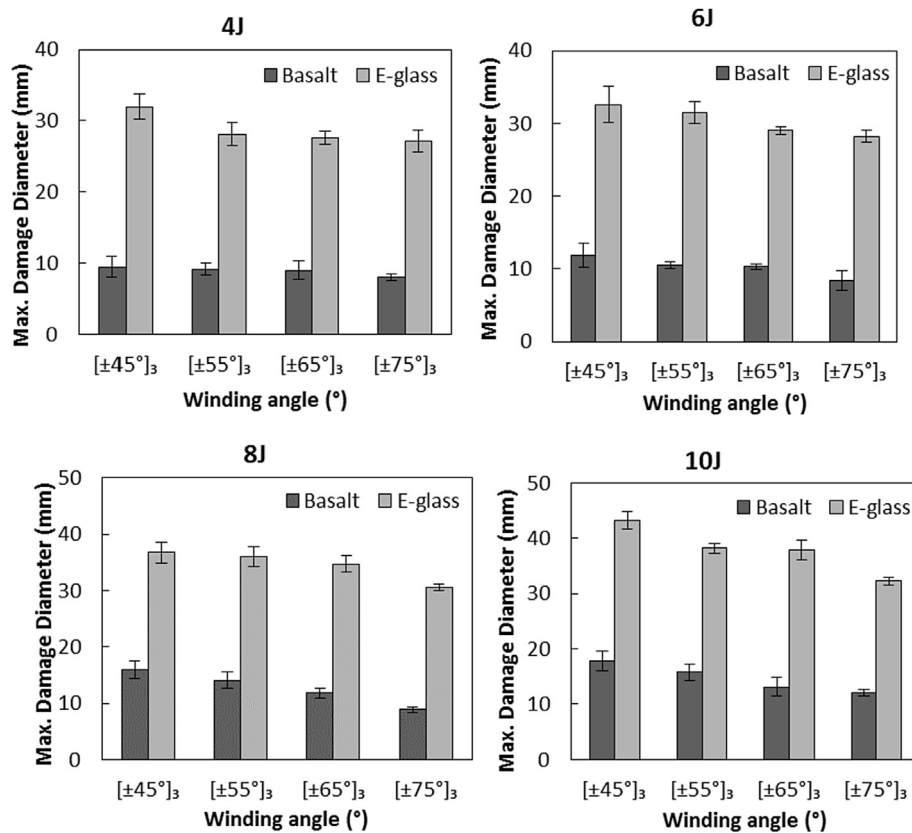 4J
Max. Damage Diameter (mm)
40
30
20
10
0
Basalt E-glass
[±45°]₃ [±55°]₃ [±65°]₃ [±75°]₃
Winding angle (°)
6J
Max. Damage Diameter (mm)
40
30
20
10
0
Basalt E-glass
[±45°]₃ [±55°]₃ [±65°]₃ [±75°]₃
Winding angle (°)
8J
Max. Damage Diameter (mm)
50
40
30
20
10
0
Basalt E-glass
[±45°]₃ [±55°]₃ [±65°]₃ [±75°]₃
Winding angle (°)
10J
Max. Damage Diameter (mm)
50
40
30
20
10
0
Basalt E-glass
[±45°]₃ [±55°]₃ [±65°]₃ [±75°]₃
Winding angle (°)